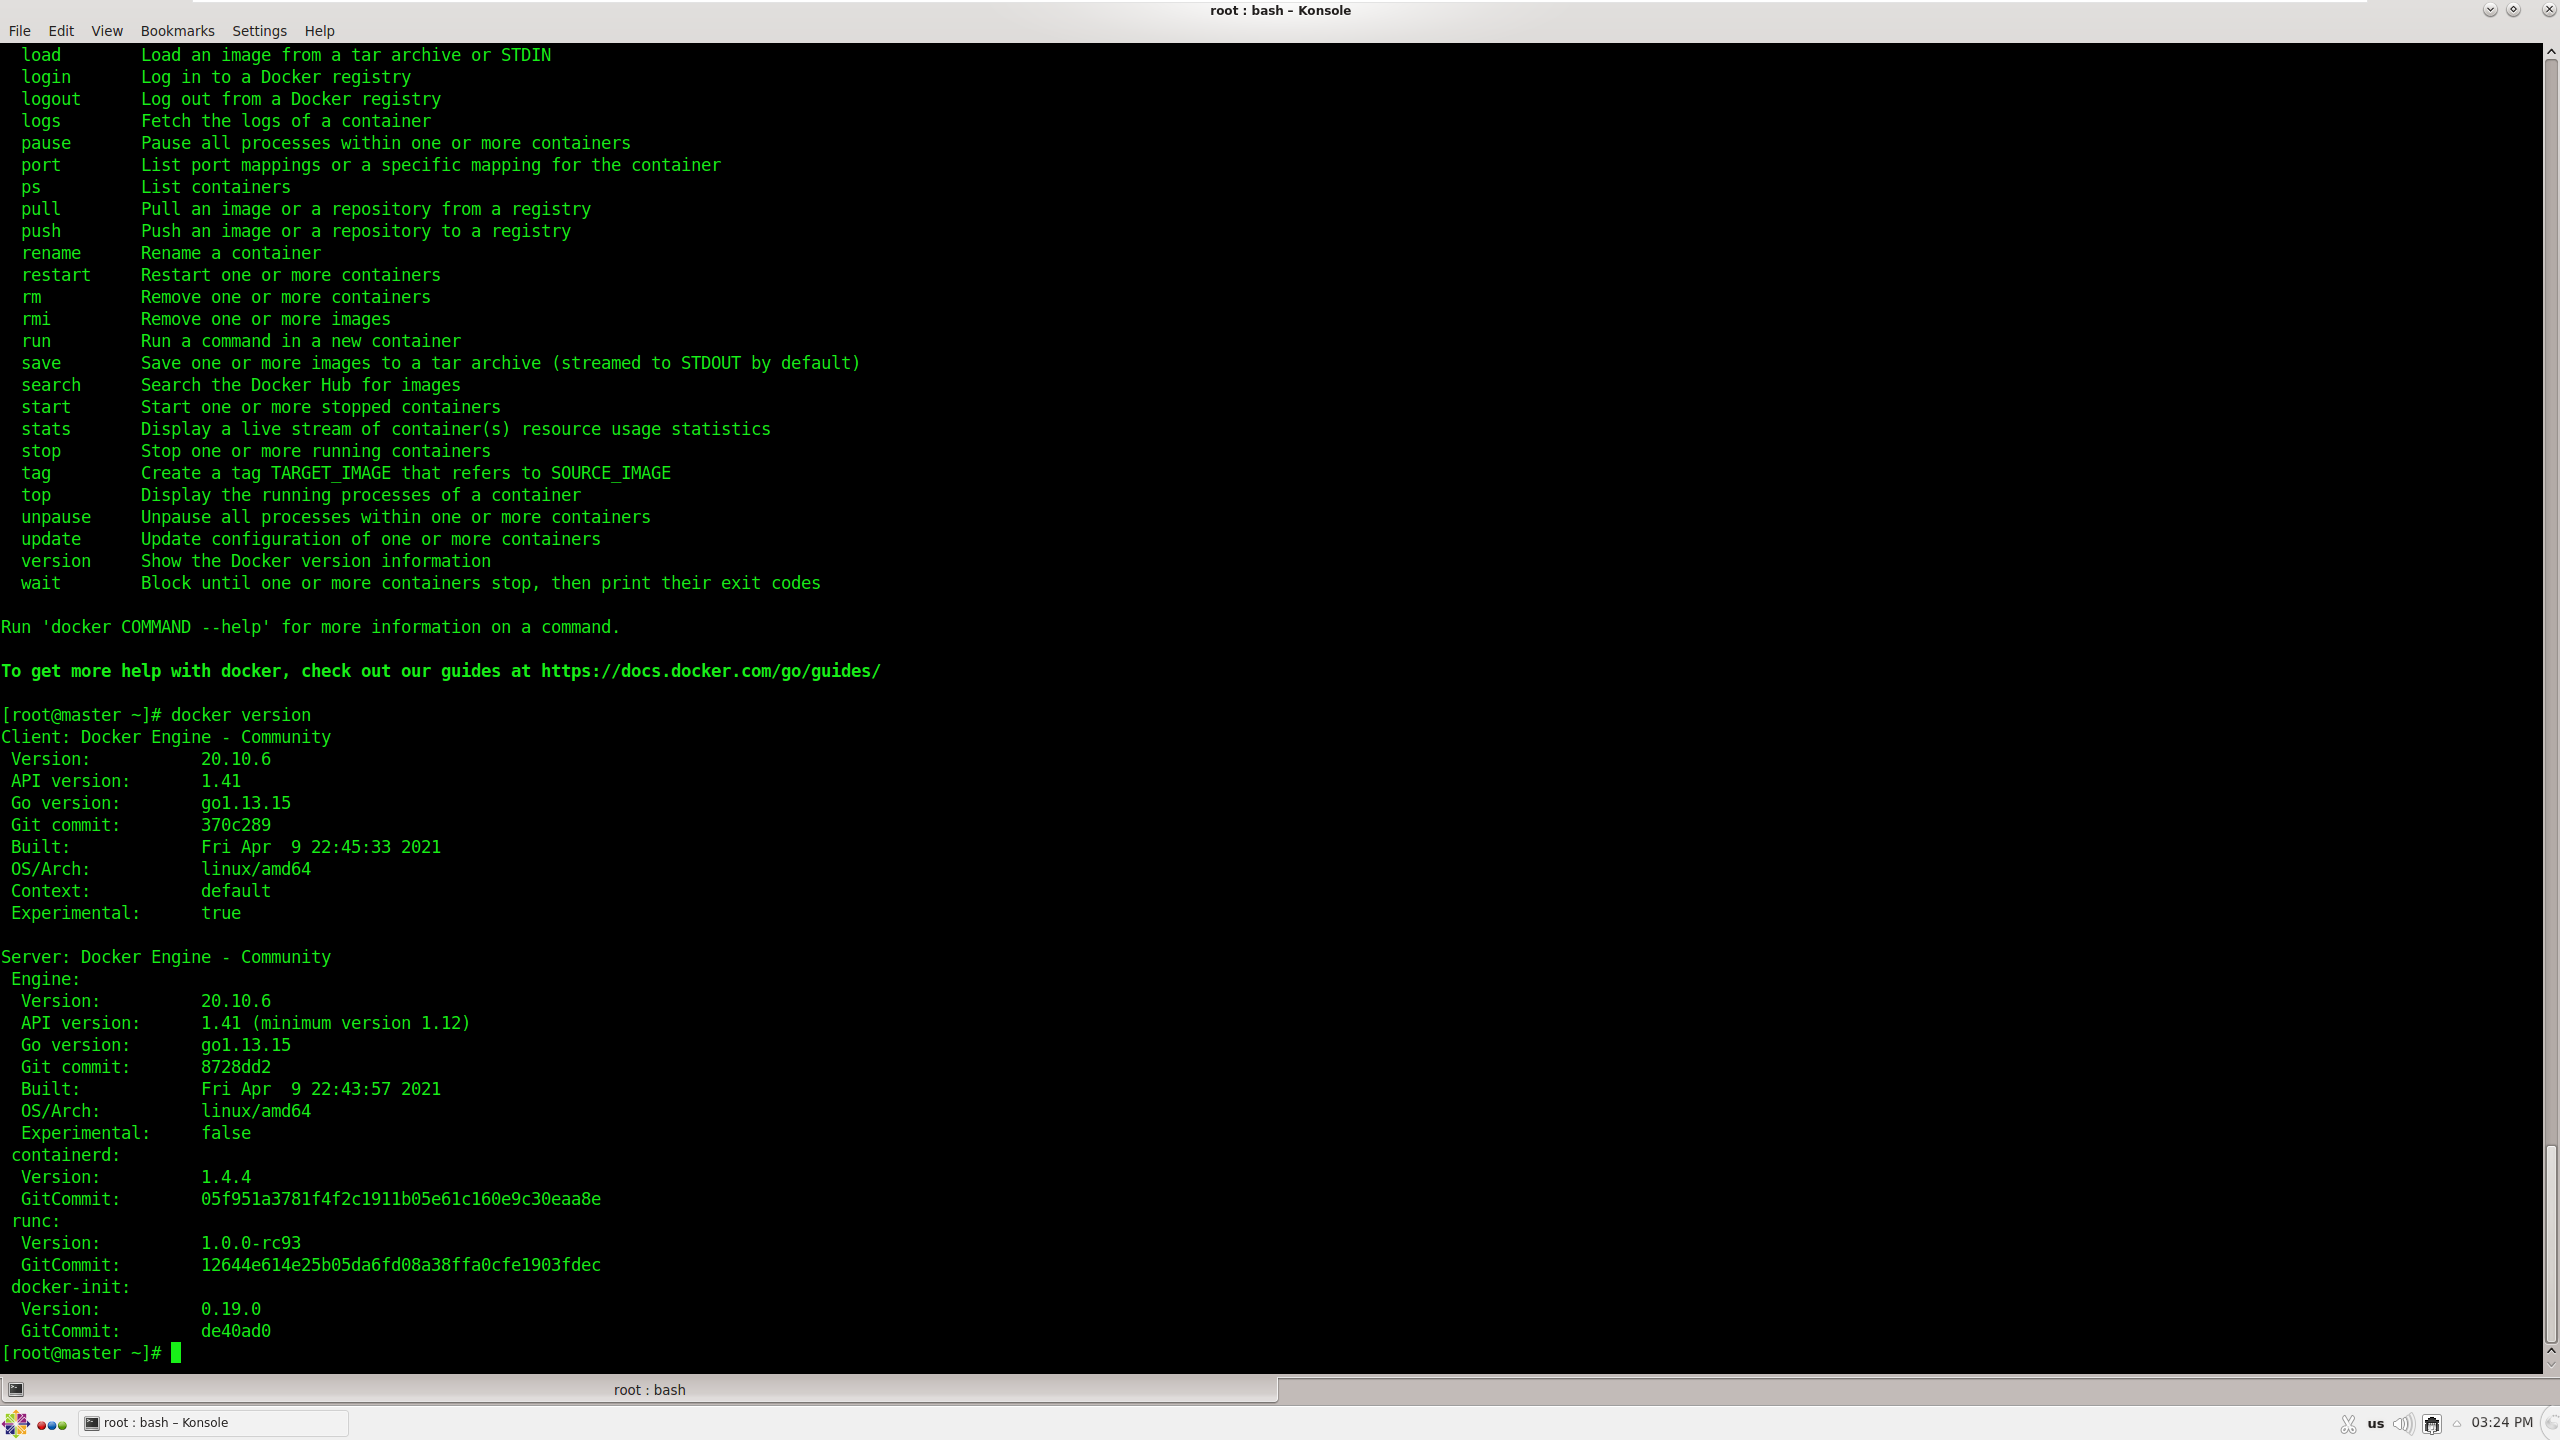 root : bash – Konsole
File Edit View Bookmarks Settings Help
load        Load an image from a tar archive or STDIN
login       Log in to a Docker registry
logout      Log out from a Docker registry
logs        Fetch the logs of a container
pause       Pause all processes within one or more containers
port        List port mappings or a specific mapping for the container
ps          List containers
pull        Pull an image or a repository from a registry
push        Push an image or a repository to a registry
rename      Rename a container
restart     Restart one or more containers
rm          Remove one or more containers
rmi         Remove one or more images
run         Run a command in a new container
save        Save one or more images to a tar archive (streamed to STDOUT by default)
search      Search the Docker Hub for images
start       Start one or more stopped containers
stats       Display a live stream of container(s) resource usage statistics
stop        Stop one or more running containers
tag         Create a tag TARGET_IMAGE that refers to SOURCE_IMAGE
top         Display the running processes of a container
unpause     Unpause all processes within one or more containers
update      Update configuration of one or more containers
version     Show the Docker version information
wait        Block until one or more containers stop, then print their exit codes
Run 'docker COMMAND --help' for more information on a command.
To get more help with docker, check out our guides at https://docs.docker.com/go/guides/
[root@master ~]# docker version
Client: Docker Engine - Community
Version:           20.10.6
API version:       1.41
Go version:        go1.13.15
Git commit:        370c289
Built:             Fri Apr  9 22:45:33 2021
OS/Arch:           linux/amd64
Context:           default
Experimental:      true
Server: Docker Engine - Community
Engine:
Version:          20.10.6
API version:      1.41 (minimum version 1.12)
Go version:       go1.13.15
Git commit:       8728dd2
Built:            Fri Apr  9 22:43:57 2021
OS/Arch:          linux/amd64
Experimental:     false
containerd:
Version:          1.4.4
GitCommit:        05f951a3781f4f2c1911b05e61c160e9c30eaa8e
runc:
Version:          1.0.0-rc93
GitCommit:        12644e614e25b05da6fd08a38ffa0cfe1903fdec
docker-init:
Version:          0.19.0
GitCommit:        de40ad0
[root@master ~]#
root : bash
root : bash – Konsole us 03:24 PM